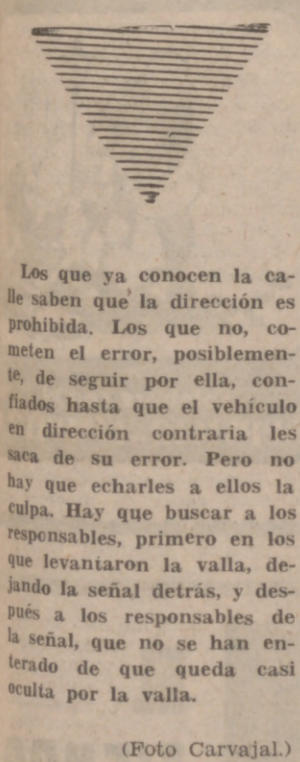 Los que ya conocen la ca-
lle saben que la dirección es
prohibida. Los que no, co-
meten el error, posiblemen-
te, de seguir por ella, con-
fiados hasta que el vehículo
en dirección contraria les
saca de su error. Pero no
hay que echarles a ellos la
culpa. Hay que buscar a los
responsables, primero en los
que levantaron la valla, de-
jando la señal detrás, y des-
pués a los responsables de
la señal, que no se han en-
terado de que queda casi
oculta por la valla.
(Foto Carvajal.)